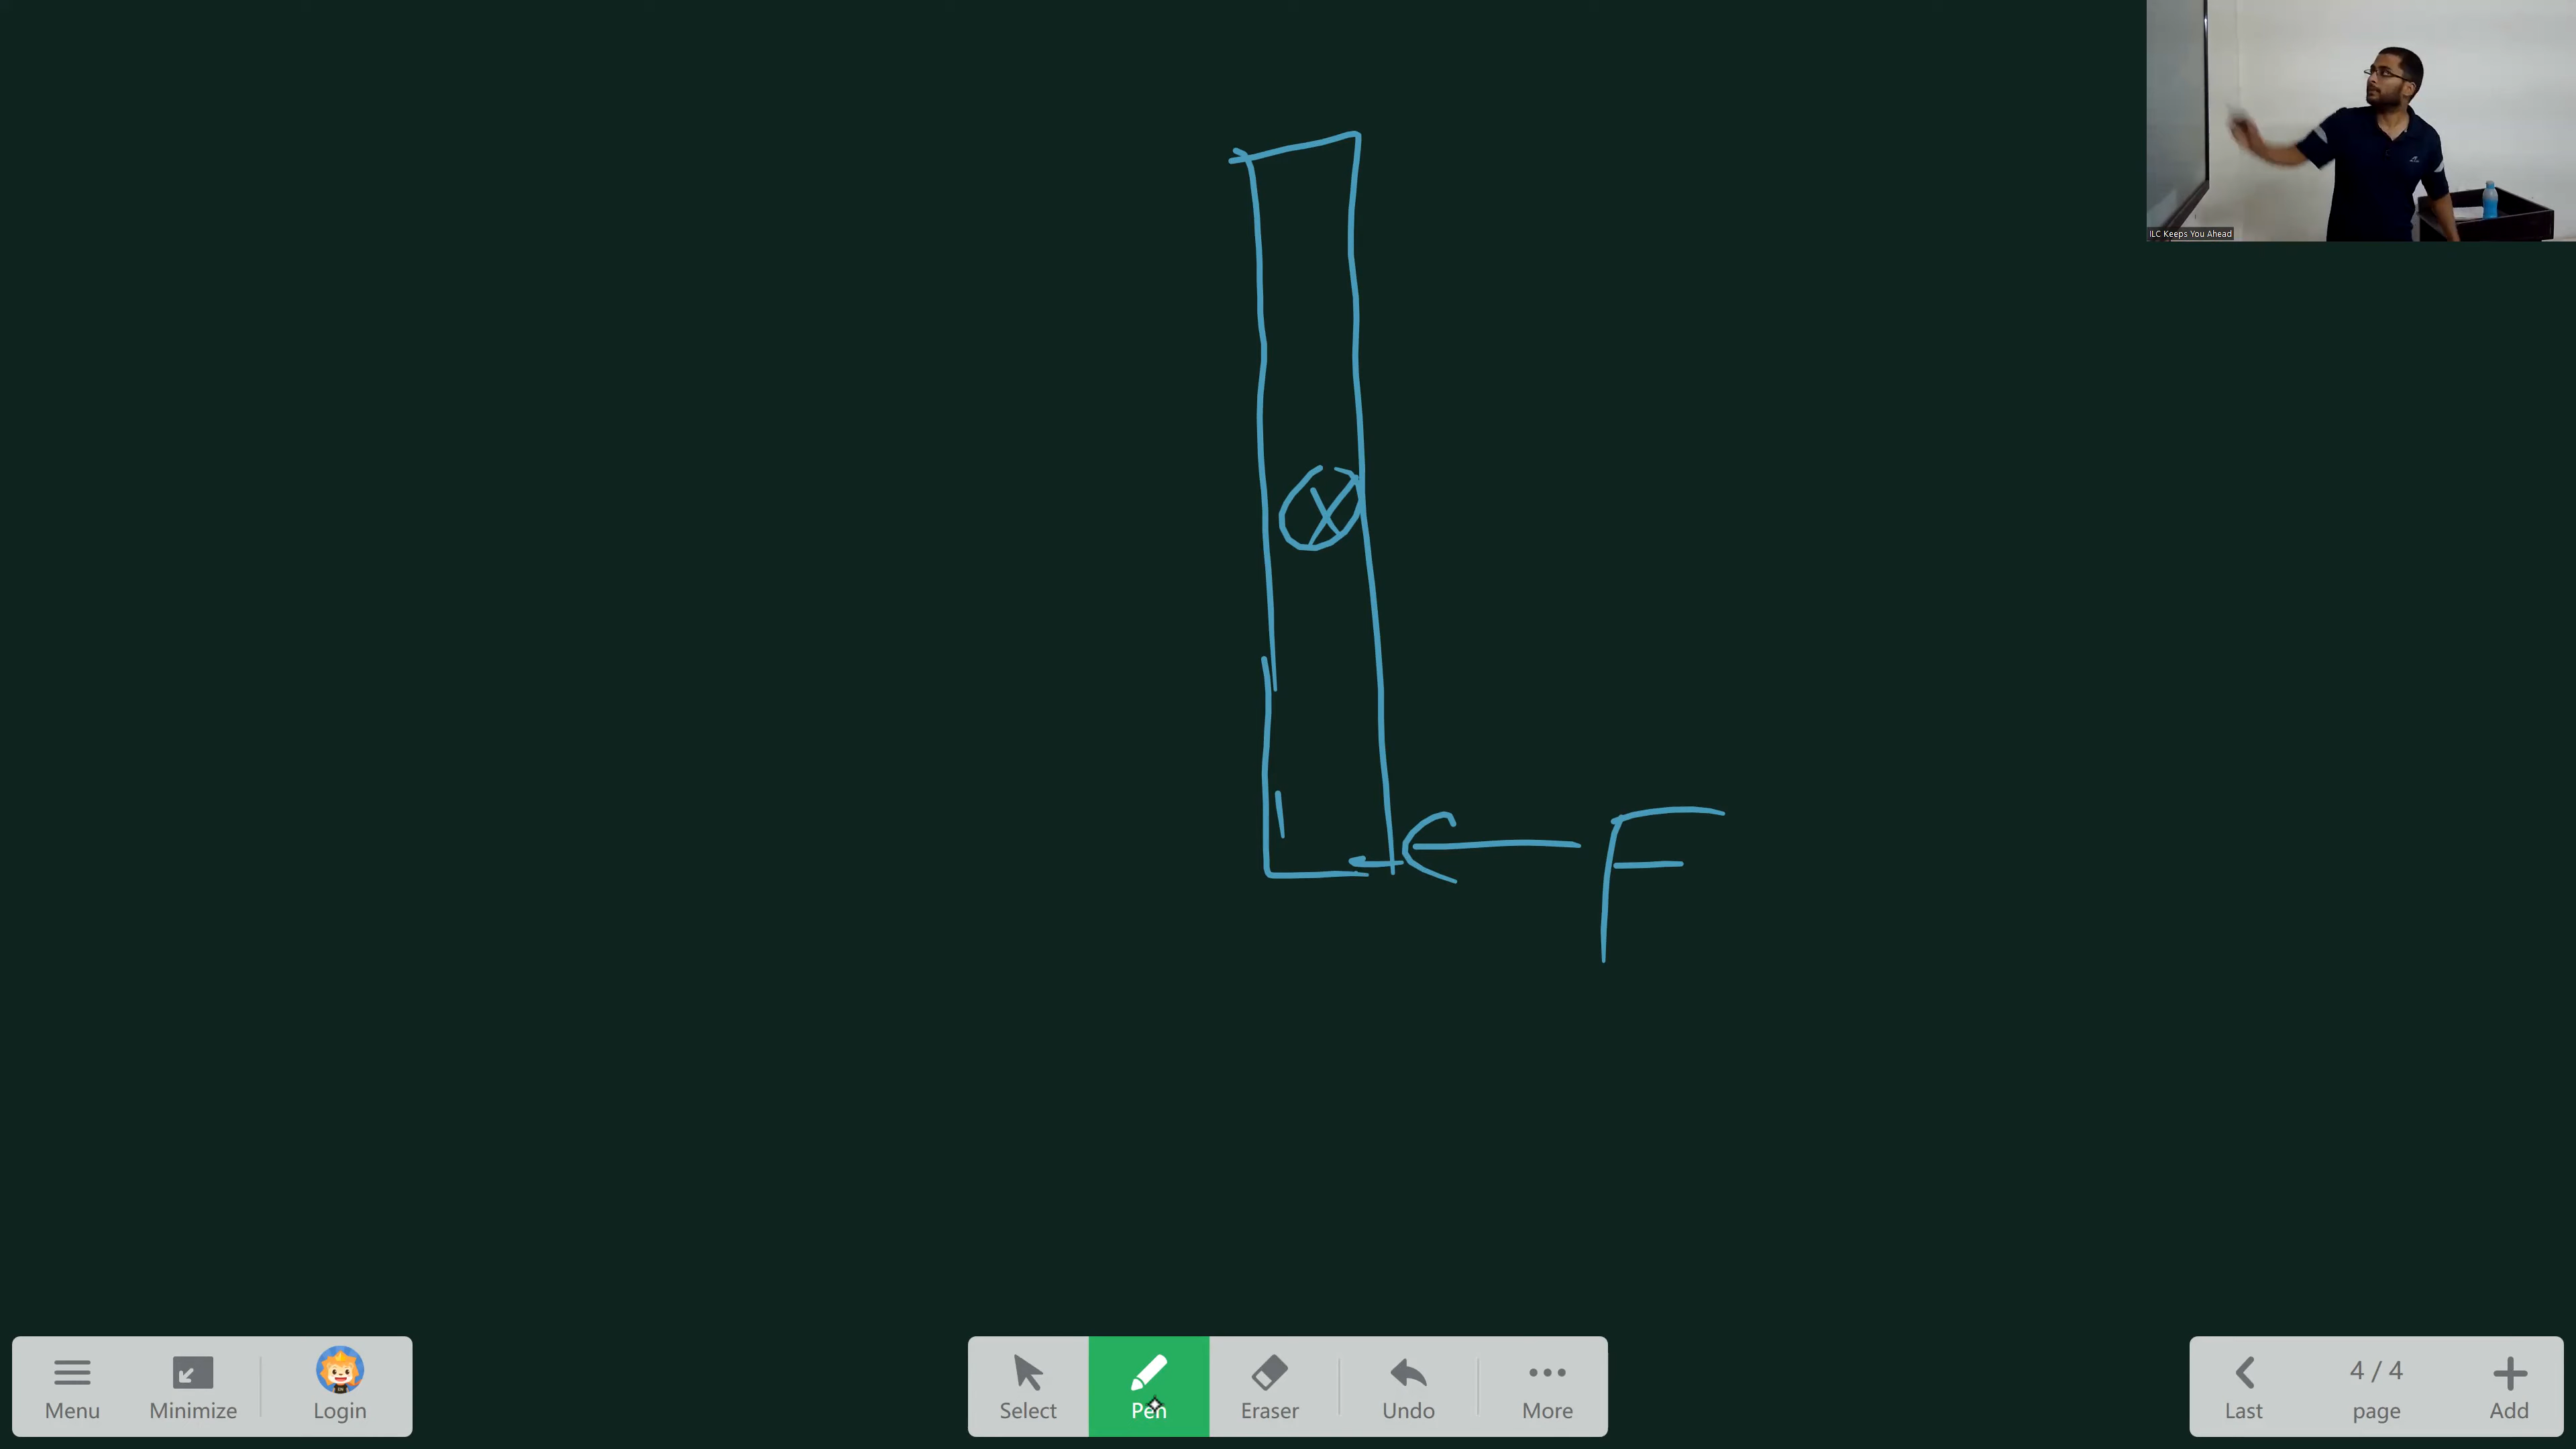 ILC Keeps You Ahead
X
F
Menu
Minimize
Login
Select
Pen
Eraser
Undo
More
Last
4 / 4
page
Add